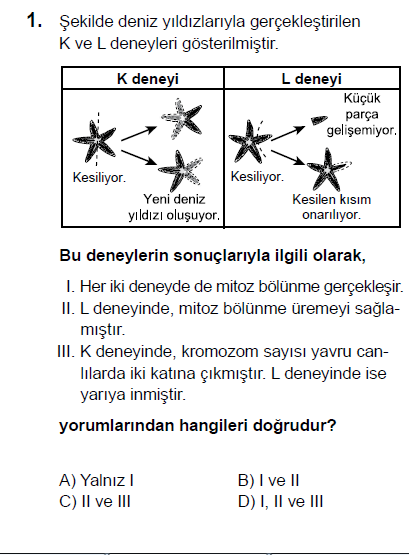 1. Şekilde deniz yıldızlarıyla gerçekleştirilen
K ve L deneyleri gösterilmiştir.
K deneyi
L deneyi
Kesiliyor.
Yeni deniz
yıldızı oluşuyor.
Kesiliyor.
Küçük
parça
gelişemiyor.
Kesilen kısım
onarılıyor.
Bu deneylerin sonuçlarıyla ilgili olarak,
I. Her iki deneyde de mitoz bölünme gerçekleşir.
II. L deneyinde, mitoz bölünme üremeyi sağla-
mıştır.
III. K deneyinde, kromozom sayısı yavru can-
lılarda iki katına çıkmıştır. L deneyinde ise
yarıya inmiştir.
yorumlarından hangileri doğrudur?
A) Yalnız I
B) I ve II
C) II ve III
D) I, II ve III